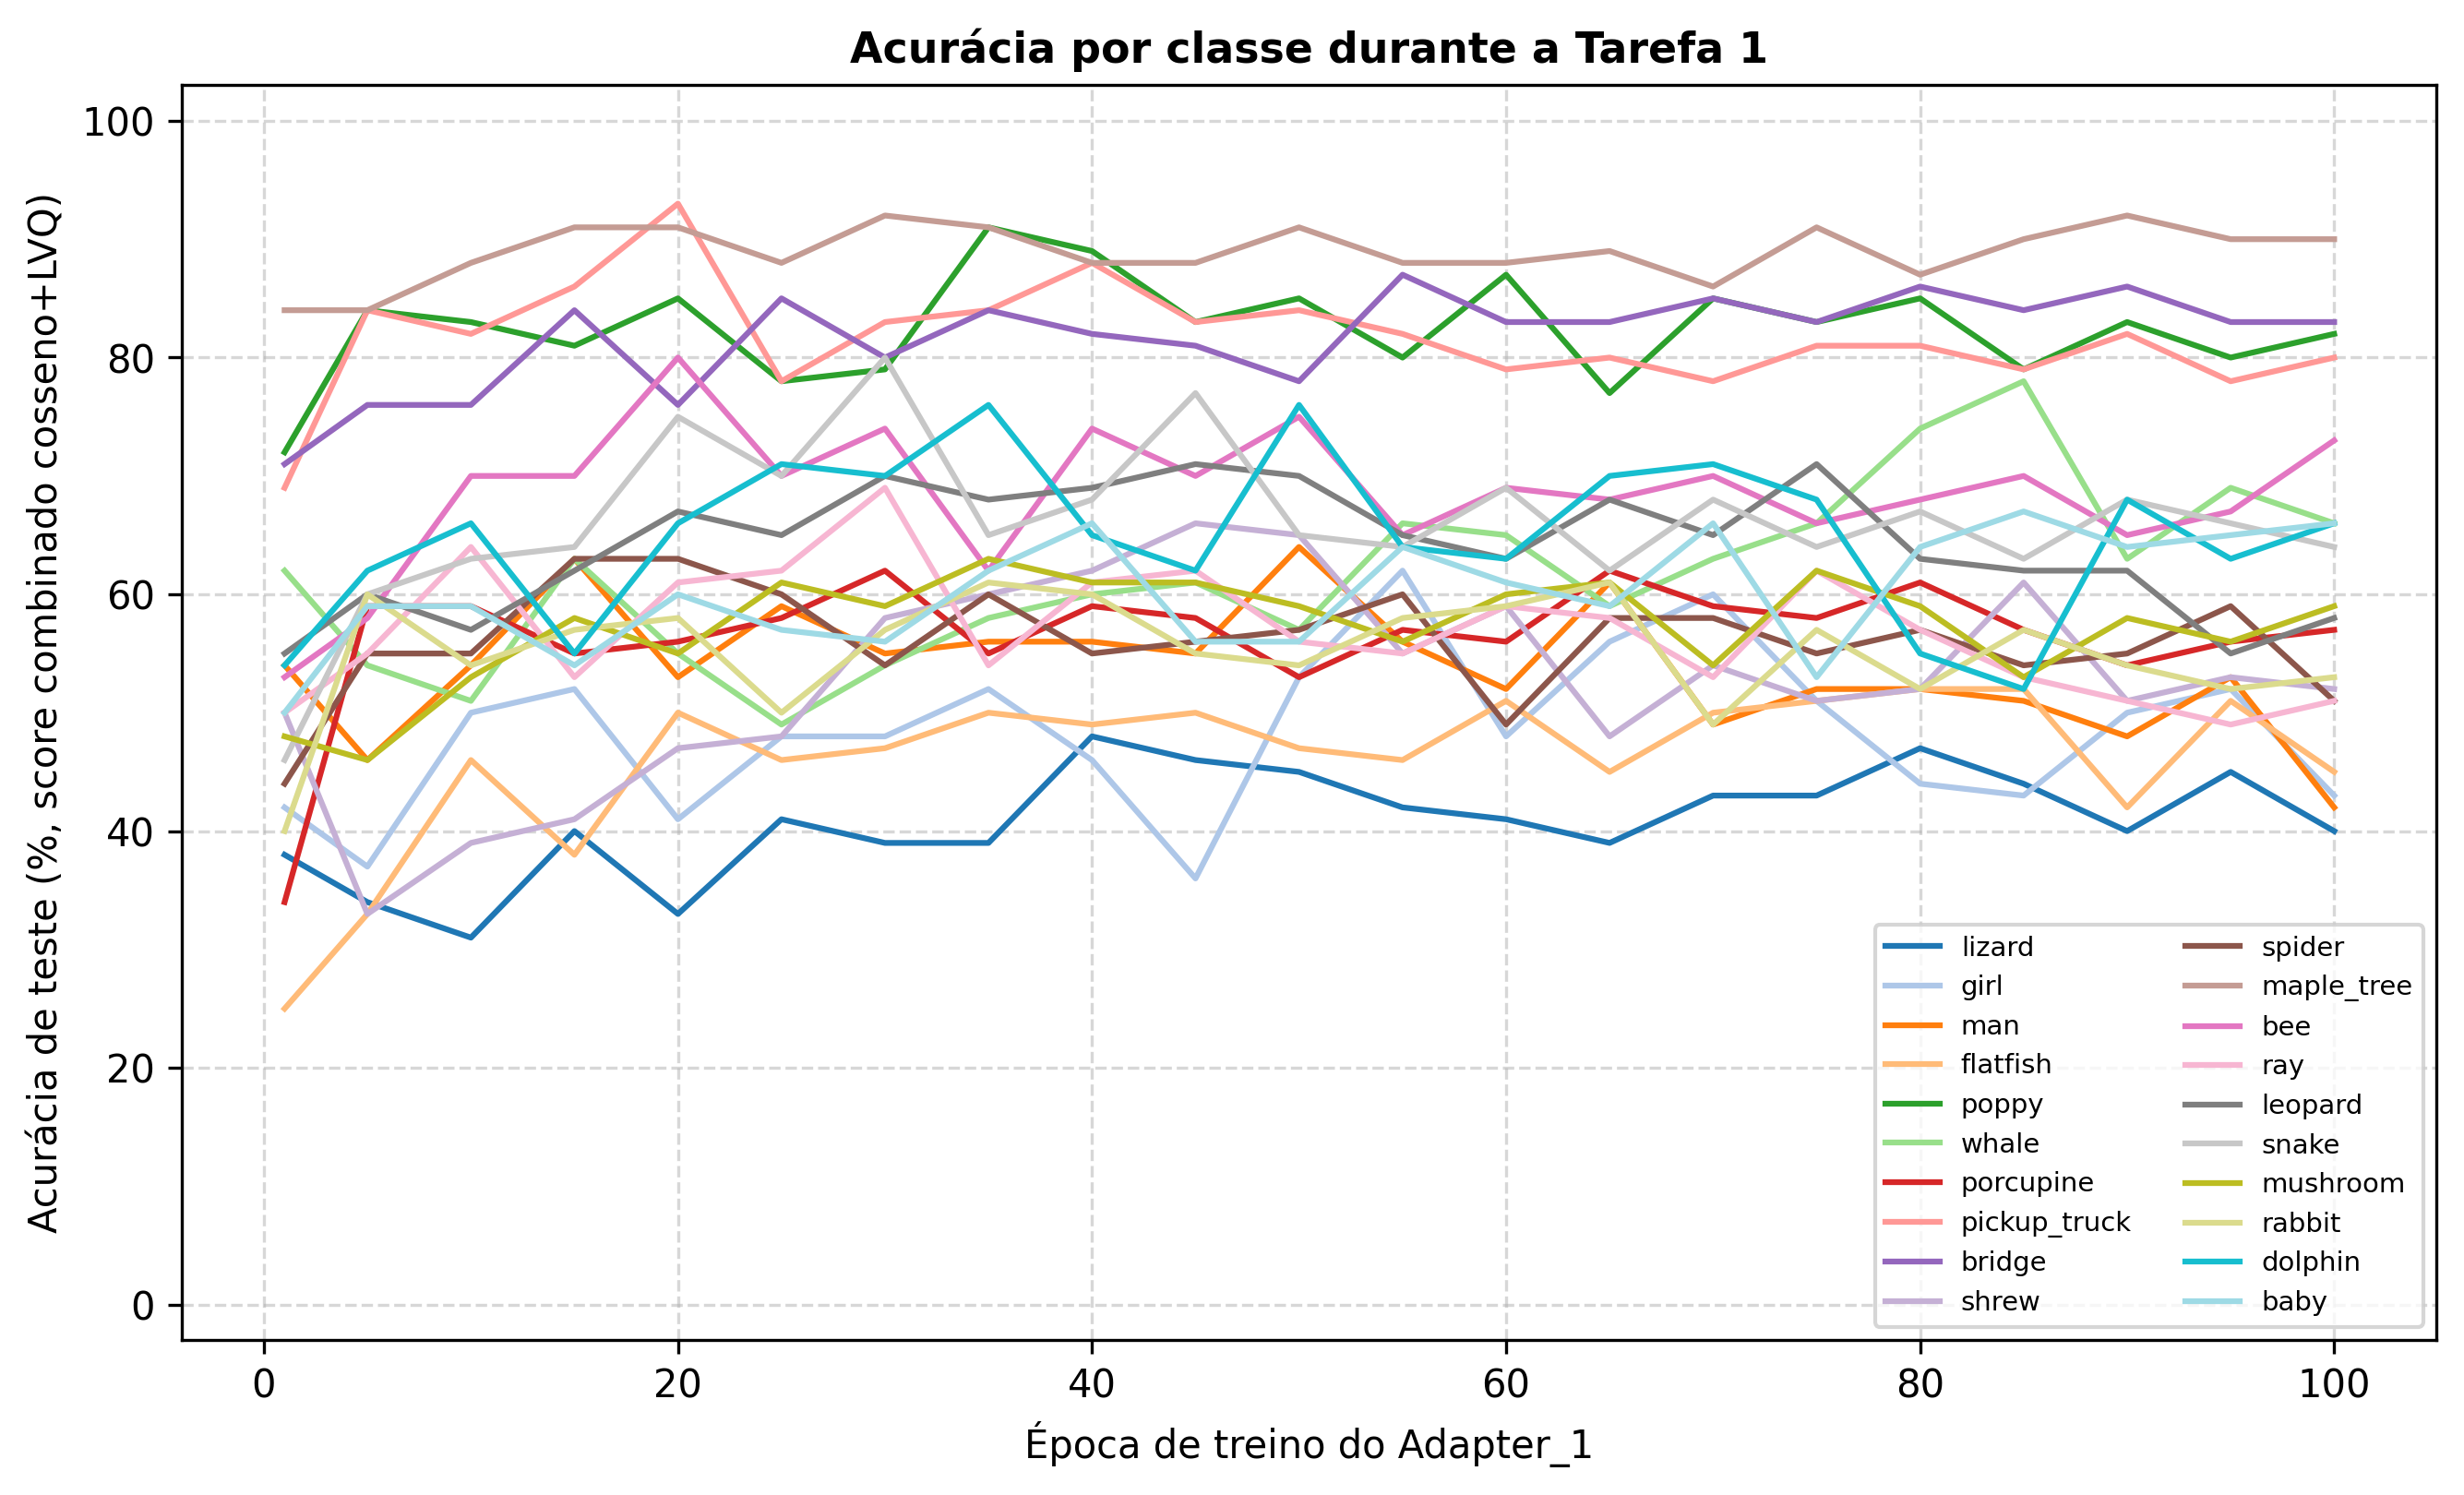 Acurácia por classe durante a Tarefa 1
Acurácia de teste (%, score combinado cosseno+LVQ)
100
80
60
40
20
0
0 20 40 60 80 100
Época de treino do Adapter_1
lizard
girl
man
flatfish
poppy
whale
porcupine
pickup_truck
bridge
shrew
spider
maple_tree
bee
ray
leopard
snake
mushroom
rabbit
dolphin
baby